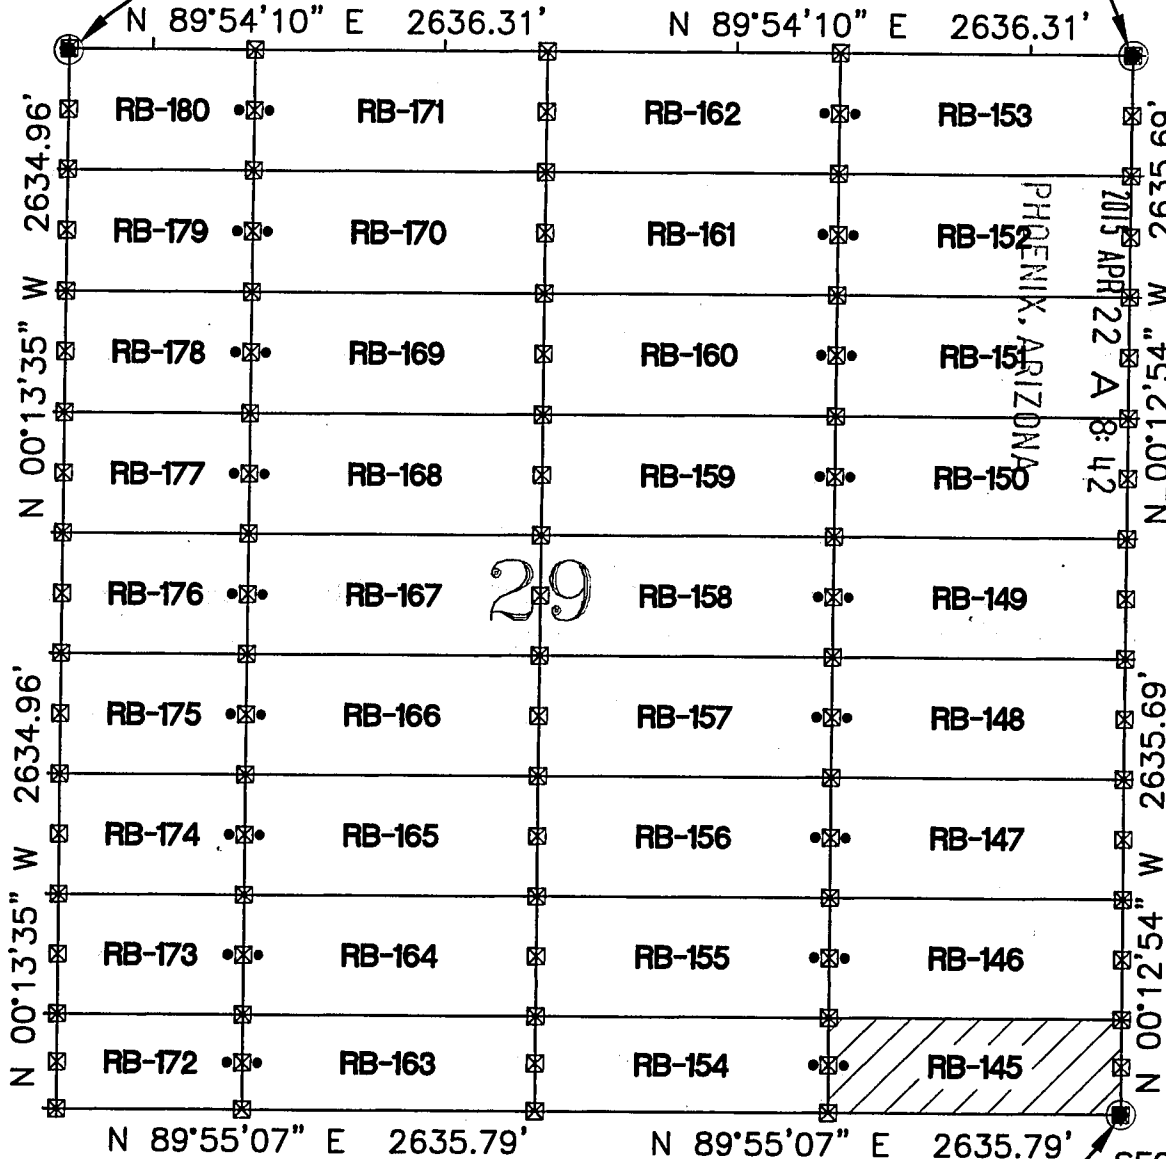 N 89°54'10" E 2636.31' N 89°54'10" E 2636.31'
RB-180 RB-171 RB-162 RB-153
RB-179 RB-170 RB-161 RB-152
RB-178 RB-169 RB-160 RB-151
RB-177 RB-168 RB-159 RB-150
RB-176 RB-167 29 RB-158 RB-149
RB-175 RB-166 RB-157 RB-148
RB-174 RB-165 RB-156 RB-147
RB-173 RB-164 RB-155 RB-146
RB-172 RB-163 RB-154 RB-145
N 89°55'07" E 2635.79' N 89°55'07" E 2635.79'
N 00°13'35" W 2634.96'
N 00°13'35" W 2634.96'
N 00°12'54" W 2635.69'
N 00°12'54" W 2635.69'
2015 APR 22 A 8:42
PHOENIX, ARIZONA